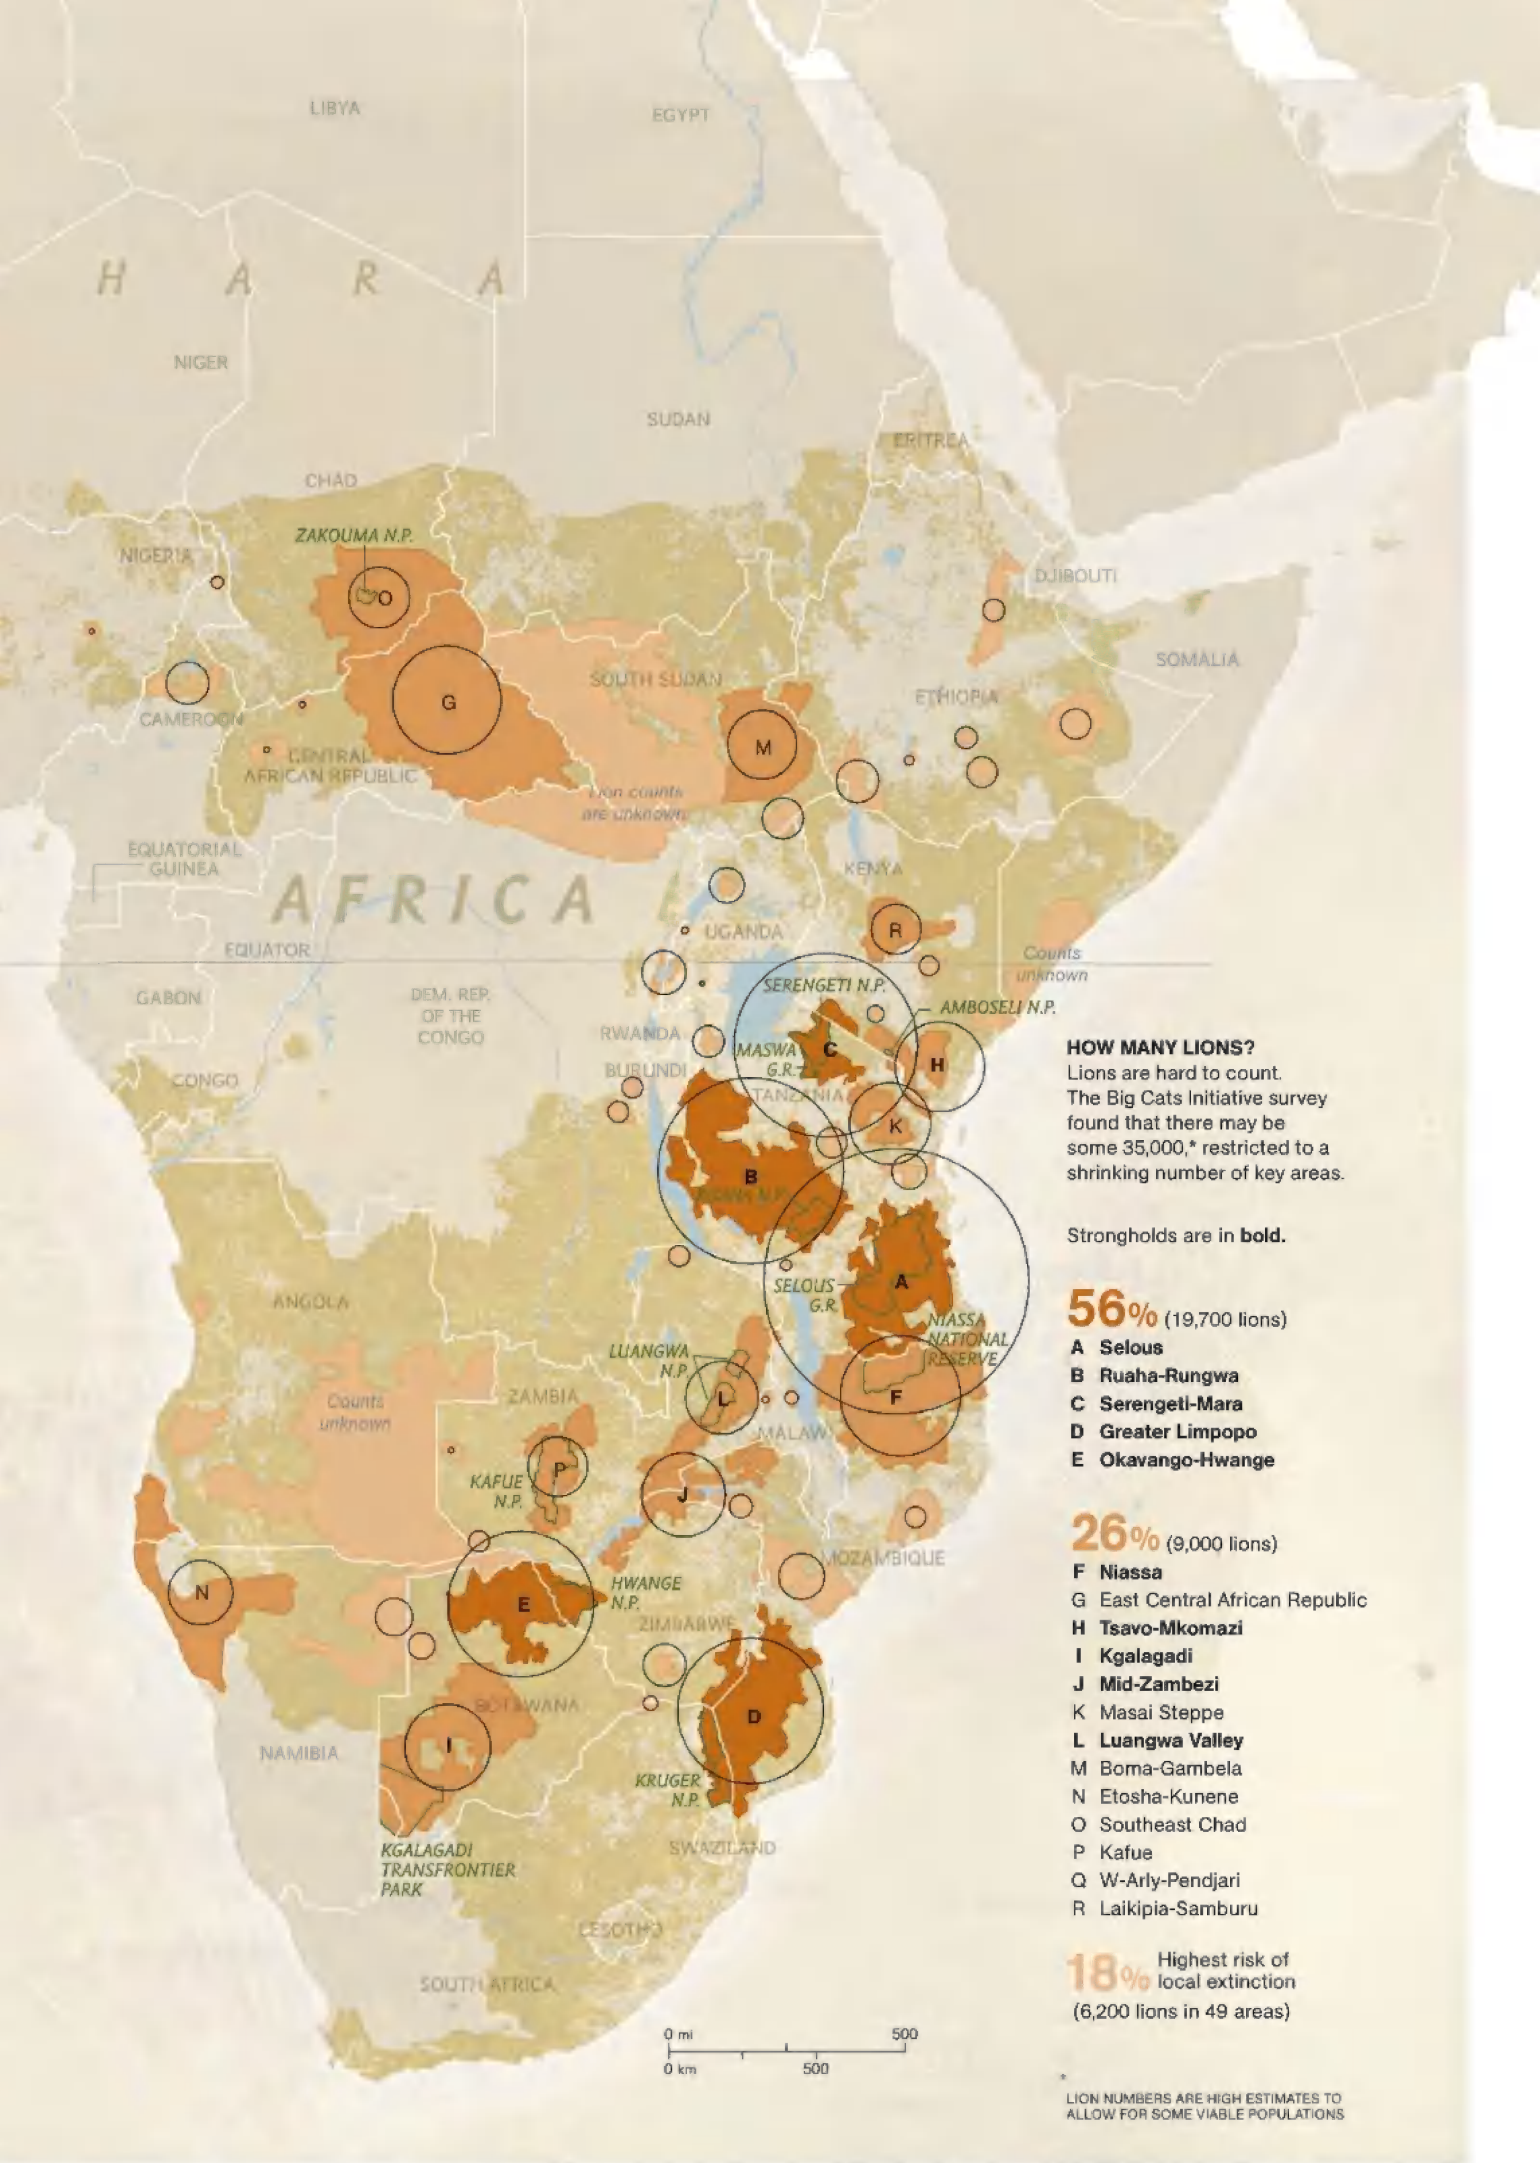 LIBYA
EGYPT
H A R A
NIGER
SUDAN
ERITREA
CHAD
ZAKOUMA N.P.
NIGERIA
DJIBOUTI
O
SOMALIA
SOUTH SUDAN
ETHIOPIA
G
CAMEROON
M
CENTRAL
AFRICAN REPUBLIC
Lion counts
are unknown
EQUATORIAL
GUINEA
KENYA
AFRICA
R
UGANDA
EQUATOR
Counts
unknown
SERENGETI N.P.
GABON
DEM. REP.
OF THE
CONGO
AMBOSELI N.P.
RWANDA
MASWA
G.R.
C
H
BURUNDI
CONGO
TANZANIA
K
B
RUAHA N.P.
SELOUS
G.R.
A
ANGOLA
NIASSA
NATIONAL
RESERVE
LUANGWA
N.P.
ZAMBIA
L
F
Counts
unknown
MALAWI
KAFUE
N.P.
P
J
MOZAMBIQUE
N
HWANGE
N.P.
E
ZIMBABWE
BOTSWANA
D
I
NAMIBIA
KRUGER
N.P.
KGALAGADI
TRANSFRONTIER
PARK
SWAZILAND
LESOTHO
SOUTH AFRICA
0 mi 500
0 km 500
HOW MANY LIONS?
Lions are hard to count.
The Big Cats Initiative survey
found that there may be
some 35,000,* restricted to a
shrinking number of key areas.
Strongholds are in bold.
56% (19,700 lions)
A Selous
B Ruaha-Rungwa
C Serengeti-Mara
D Greater Limpopo
E Okavango-Hwange
26% (9,000 lions)
F Niassa
G East Central African Republic
H Tsavo-Mkomazi
I Kgalagadi
J Mid-Zambezi
K Masai Steppe
L Luangwa Valley
M Boma-Gambela
N Etosha-Kunene
O Southeast Chad
P Kafue
Q W-Arly-Pendjari
R Laikipia-Samburu
18% Highest risk of
local extinction
(6,200 lions in 49 areas)
*
LION NUMBERS ARE HIGH ESTIMATES TO
ALLOW FOR SOME VIABLE POPULATIONS